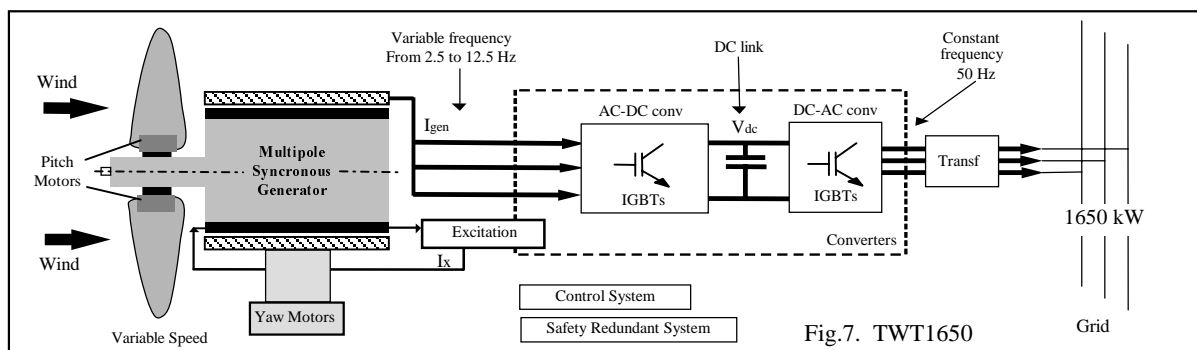 Variable frequency
From 2.5 to 12.5 Hz
DC link
Constant
frequency
50 Hz
Wind
AC-DC conv
DC-AC conv
Igen
Vdc
Pitch
Motors
Multipole
Syncronous
Generator
Transf
IGBTs
IGBTs
1650 kW
Excitation
Converters
Wind
Ix
Control System
Yaw Motors
Safety Redundant System
Variable Speed
Fig.7. TWT1650
Grid